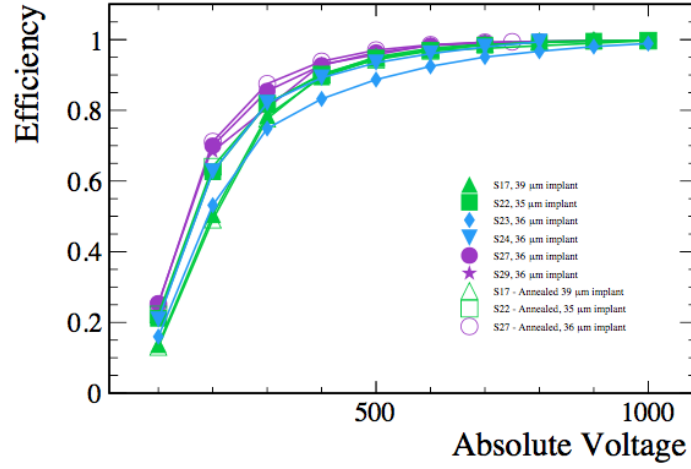 Efficiency
1
0.8
0.6
0.4
0.2
0
S17, 39 µm implant
S22, 35 µm implant
S23, 36 µm implant
S24, 36 µm implant
S27, 36 µm implant
S29, 36 µm implant
S17 - Annealed 39 µm implant
S22 - Annealed, 35 µm implant
S27 - Annealed, 36 µm implant
500
1000
Absolute Voltage